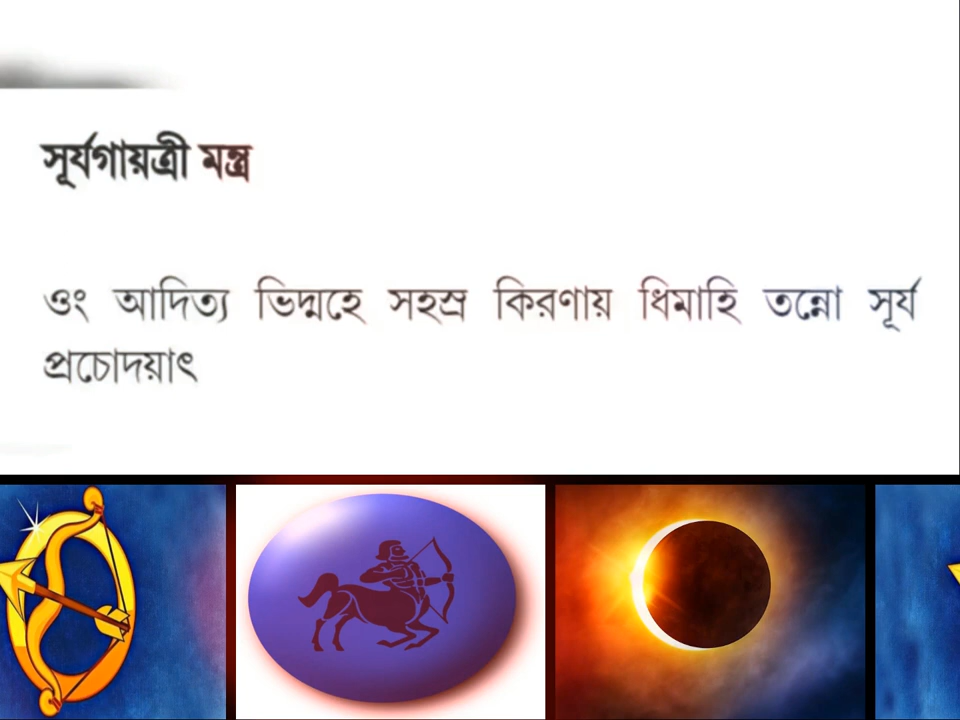 সূর্যগায়ত্রী মন্ত্র
ওং আদিত্য ভিদ্মহে সহস্র কিরণায় ধিমাহি তন্নো সূর্য
প্রচোদয়াৎ